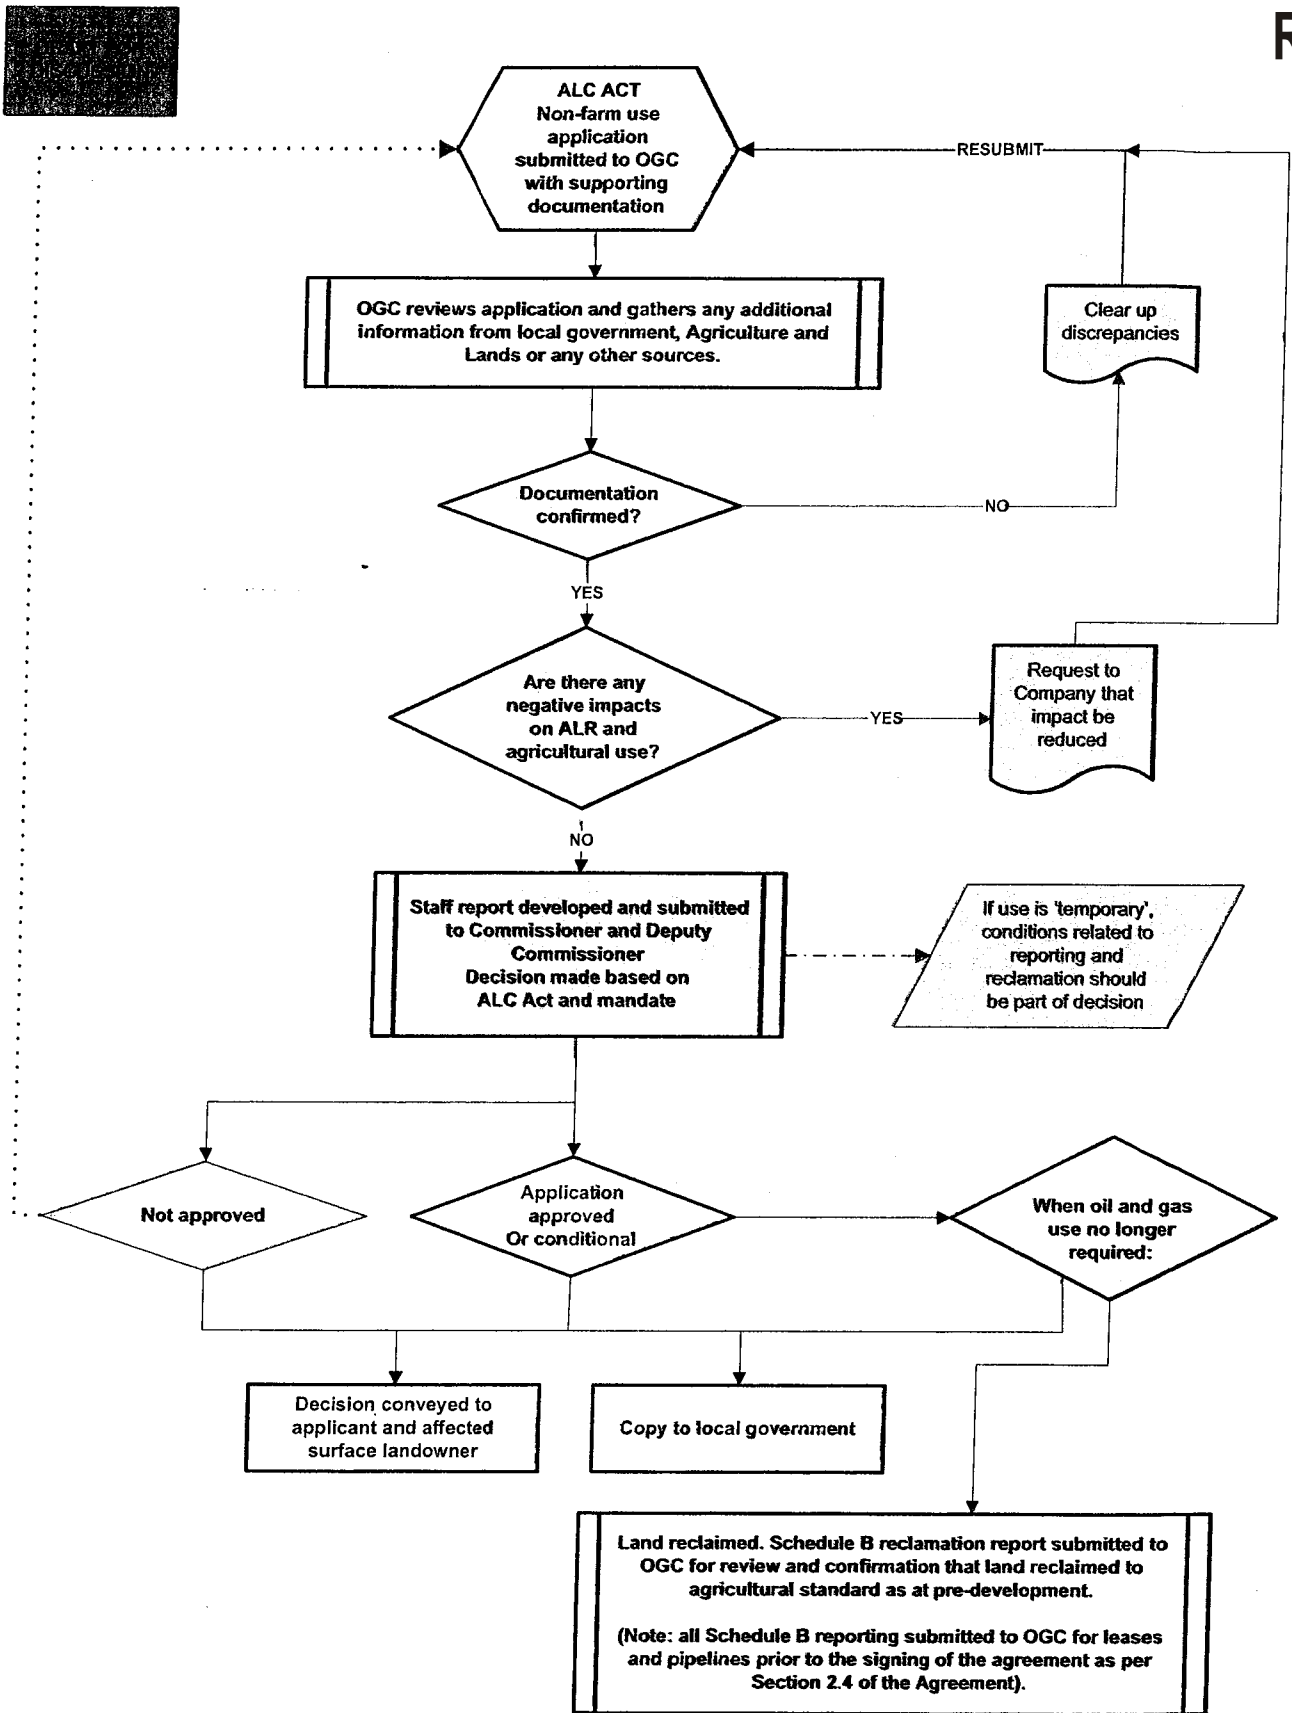 R
ALC ACT
Non-farm use
application
submitted to OGC
with supporting
documentation
RESUBMIT
OGC reviews application and gathers any additional
information from local government, Agriculture and
Lands or any other sources.
Clear up
discrepancies
Documentation
confirmed?
NO
YES
Are there any
negative impacts
on ALR and
agricultural use?
YES
Request to
Company that
impact be
reduced
NO
Staff report developed and submitted
to Commissioner and Deputy
Commissioner
Decision made based on
ALC Act and mandate
If use is 'temporary',
conditions related to
reporting and
reclamation should
be part of decision
Not approved
Application
approved
Or conditional
When oil and gas
use no longer
required:
Decision conveyed to
applicant and affected
surface landowner
Copy to local government
Land reclaimed. Schedule B reclamation report submitted to
OGC for review and confirmation that land reclaimed to
agricultural standard as at pre-development.
(Note: all Schedule B reporting submitted to OGC for leases
and pipelines prior to the signing of the agreement as per
Section 2.4 of the Agreement).